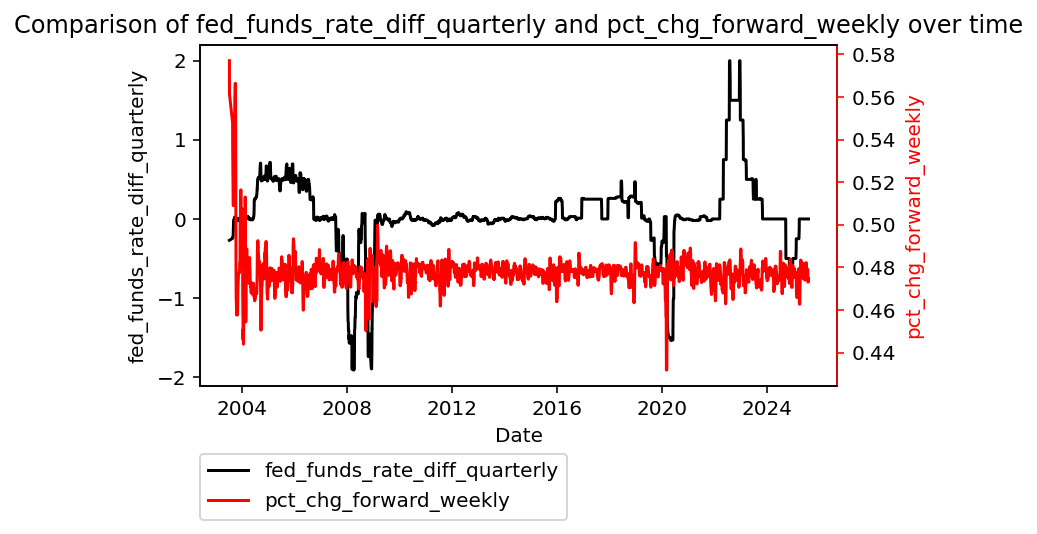 Comparison of fed_funds_rate_diff_quarterly and pct_chg_forward_weekly over time
fed_funds_rate_diff_quarterly
2
1
0
−1
−2
0.58
0.56
0.54
0.52
0.50
0.48
0.46
0.44
pct_chg_forward_weekly
2004 2008 2012 2016 2020 2024
Date
fed_funds_rate_diff_quarterly
pct_chg_forward_weekly